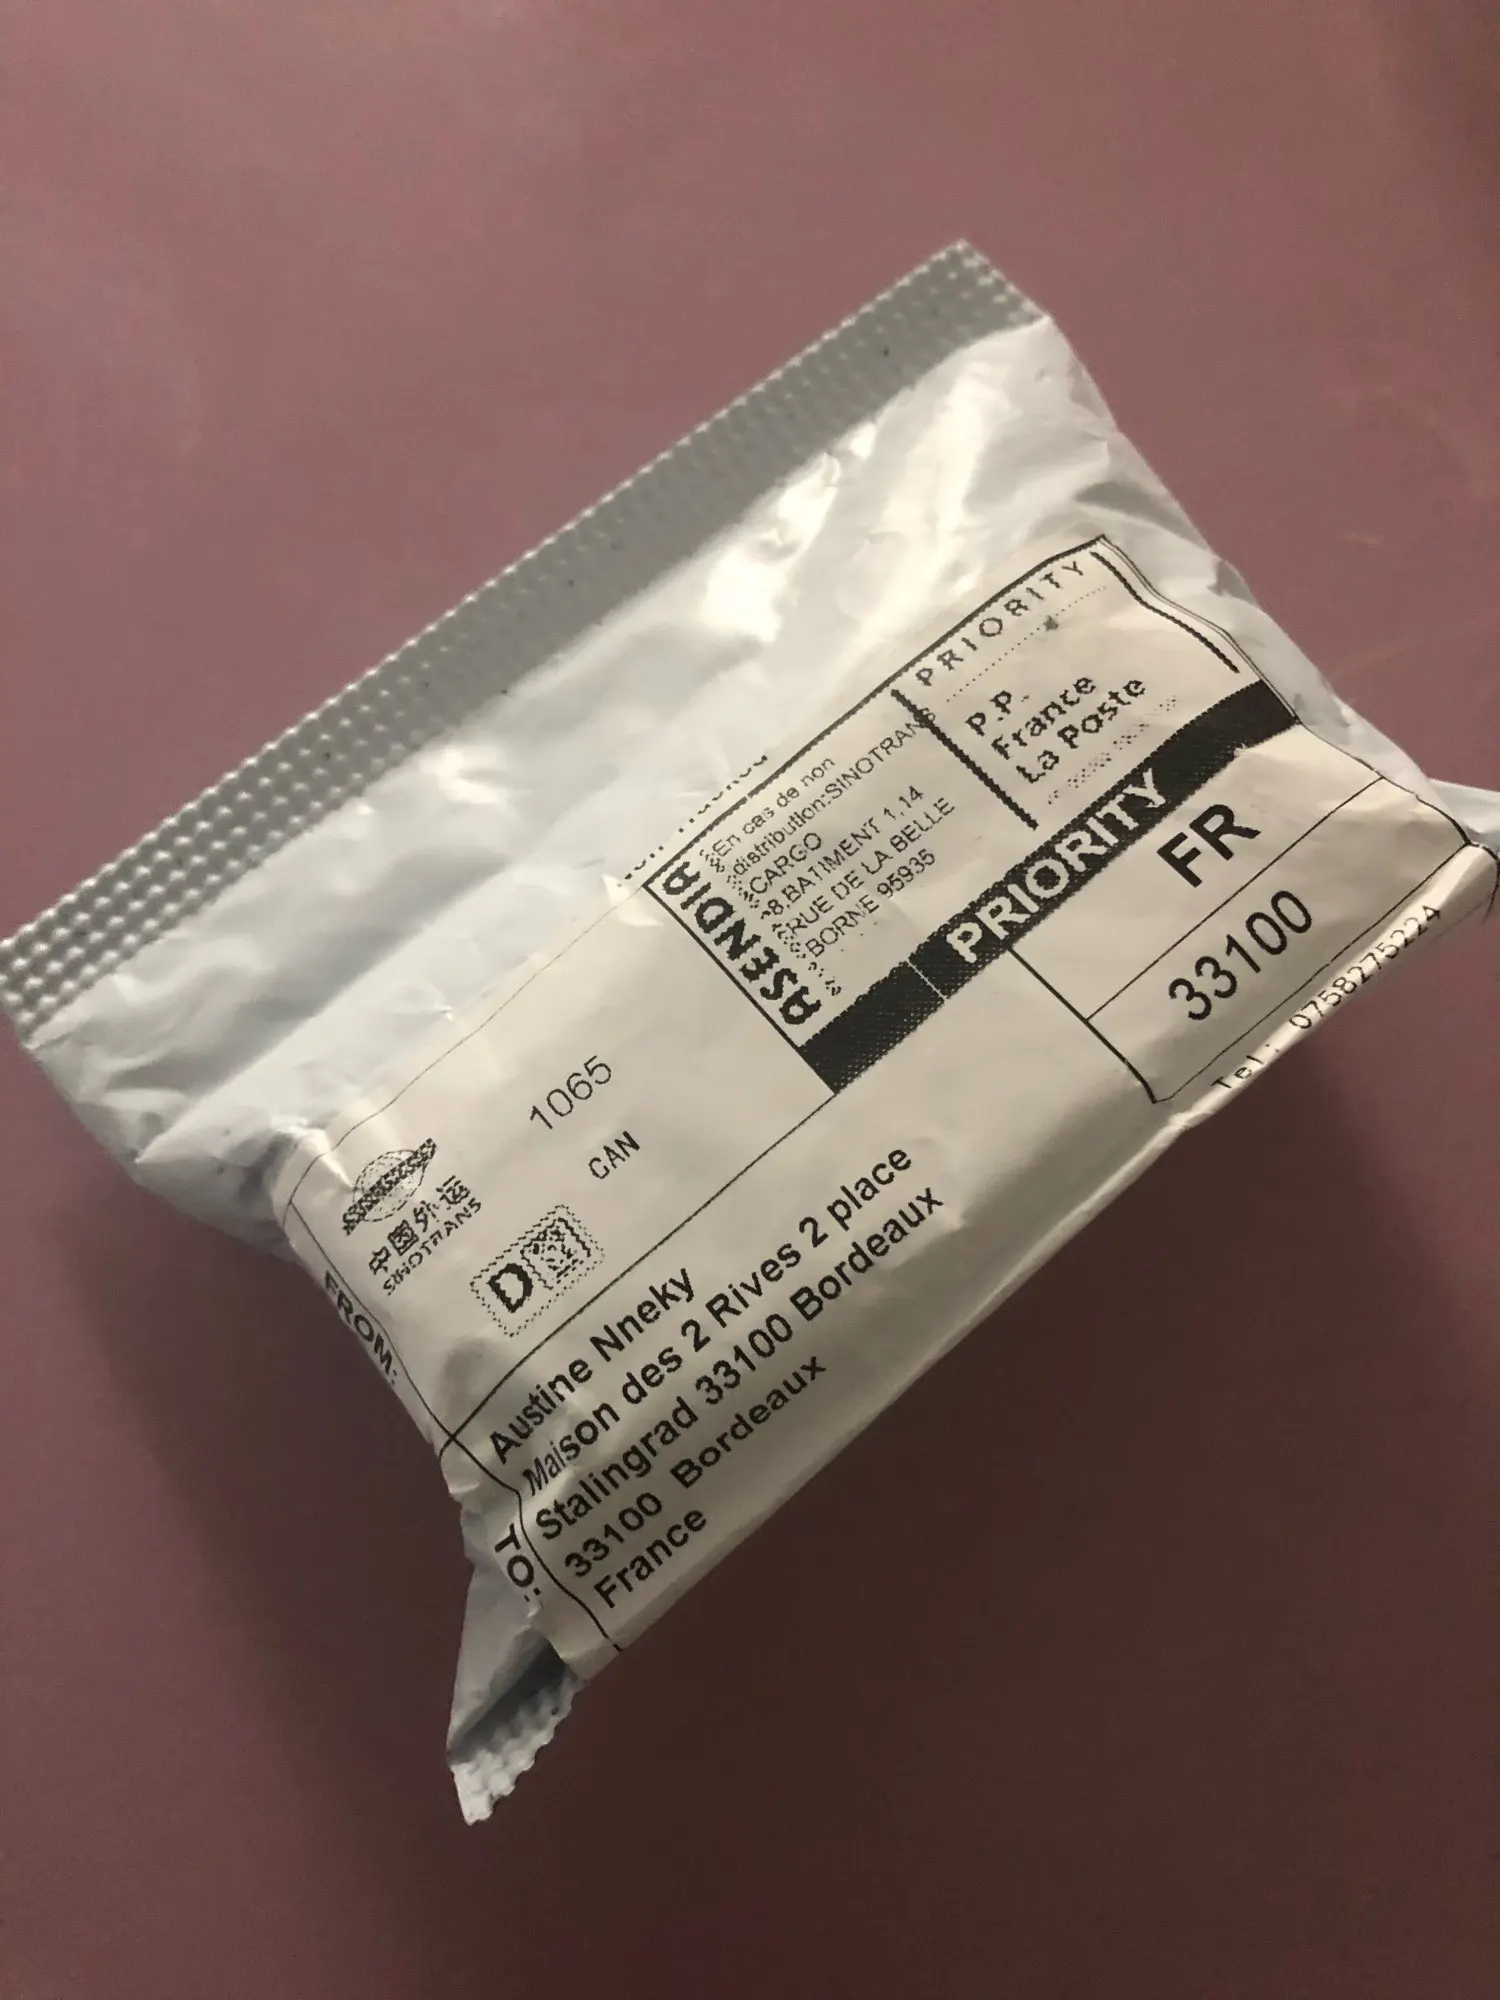 PRIORITY
P.P.
France
La Poste
ASENDIA
En cas de non
distribution:SINOTRANS
CARGO
8,BATIMENT 1,14
RUE DE LA BELLE
BORNE 95935
PRIORITY
FR
33100
Tel: 0758275224
1065
CAN
中国外运
SINOTRANS
D
FROM:
TO:
Austine Nneky
Maison des 2 Rives 2 place
Stalingrad 33100 Bordeaux
33100 Bordeaux
France